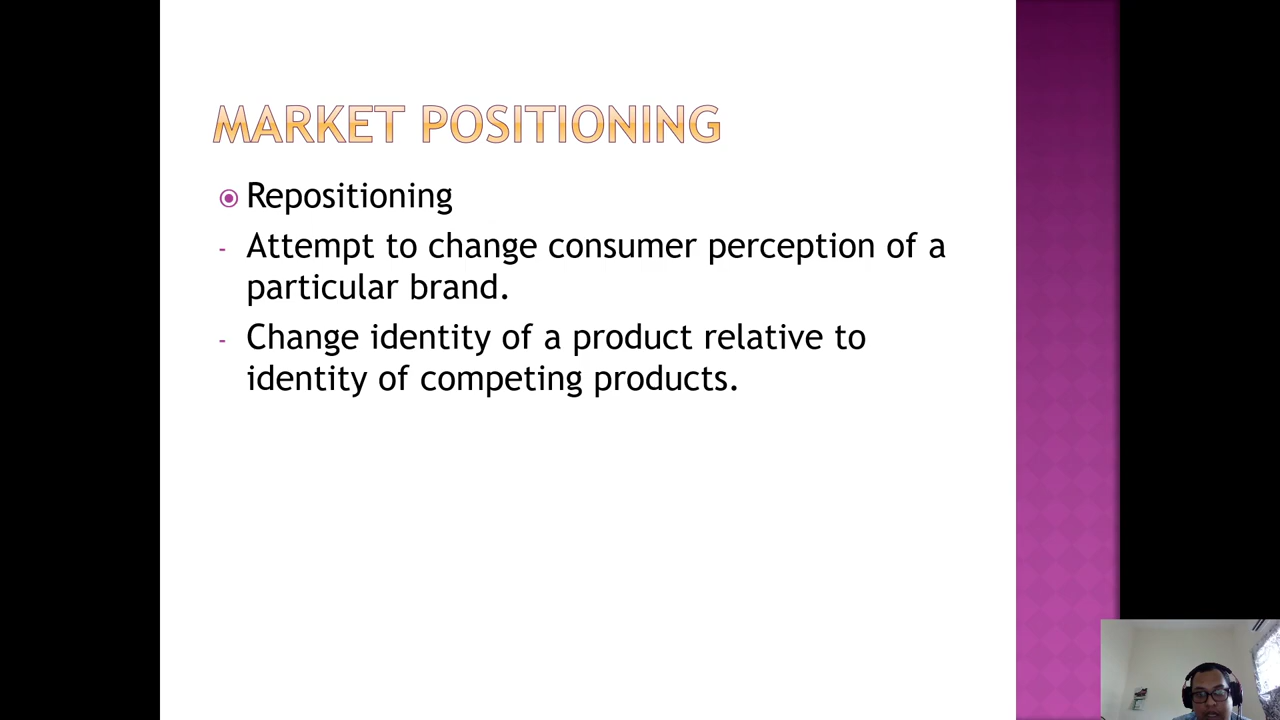 MARKET POSITIONING
Repositioning
- Attempt to change consumer perception of a
particular brand.
- Change identity of a product relative to
identity of competing products.